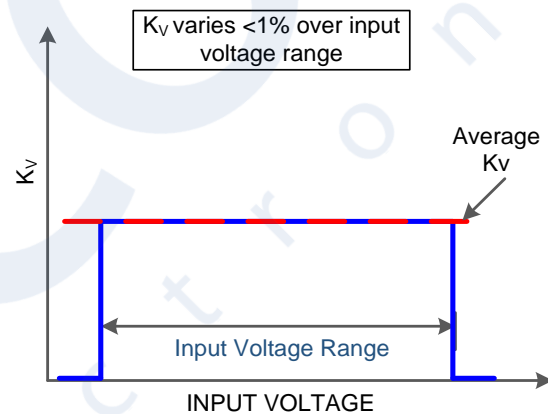 K_V varies <1% over input
voltage range
Average
Kv
K_V
Input Voltage Range
INPUT VOLTAGE
c t r o n